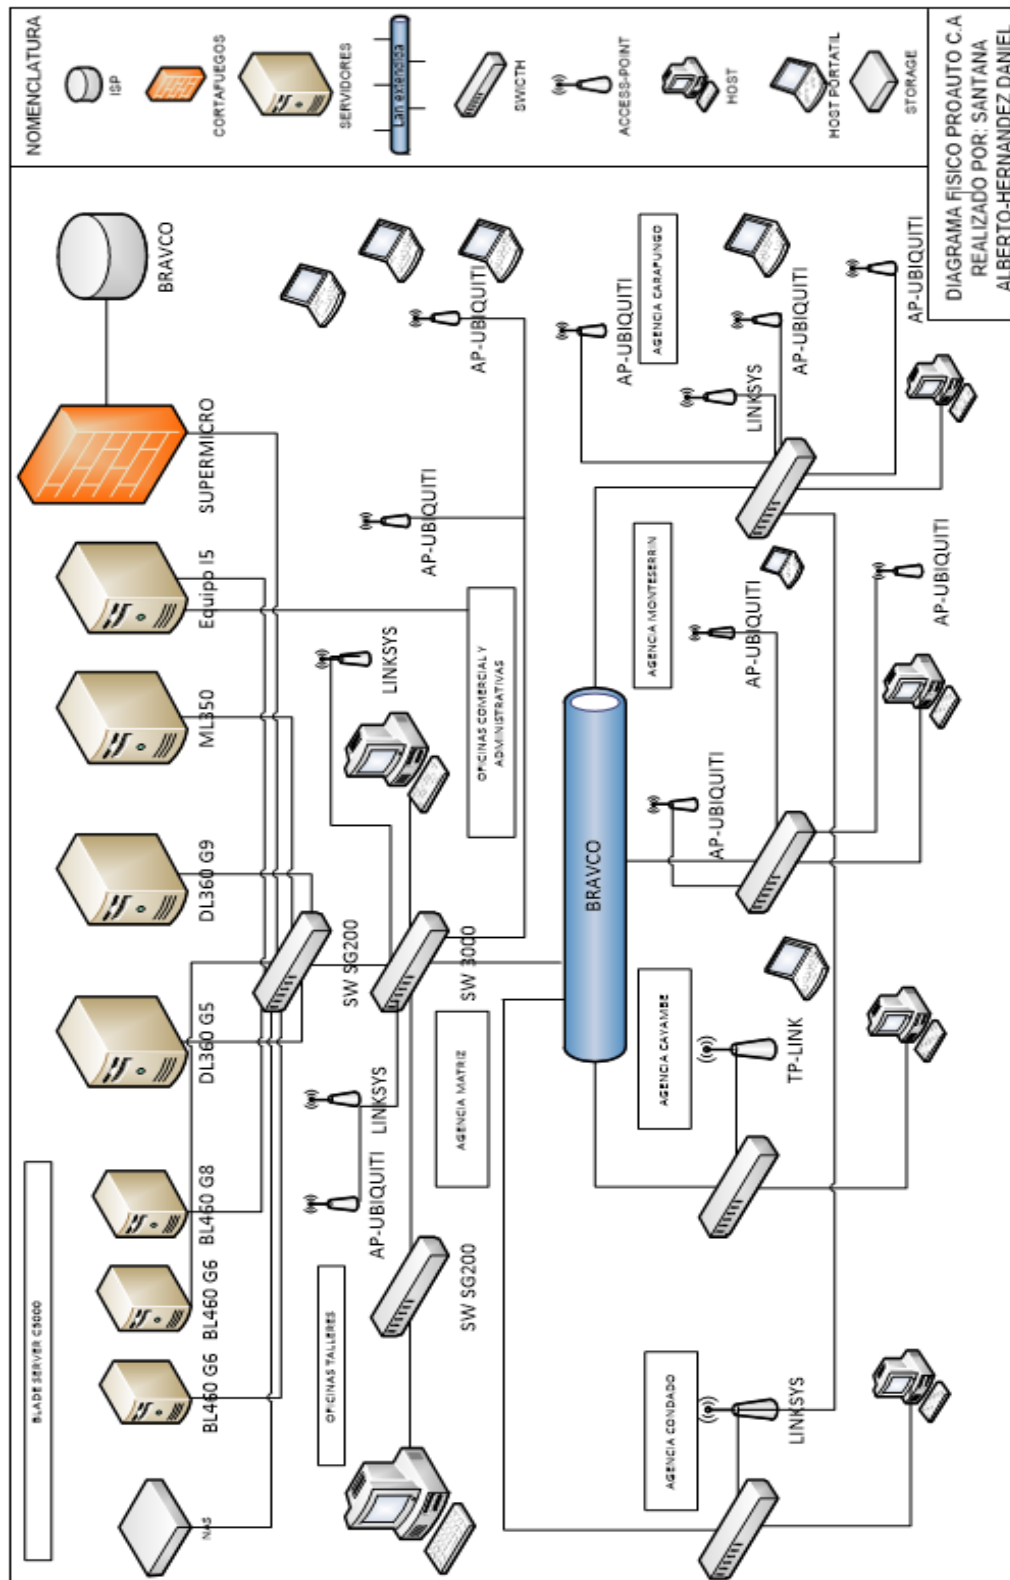 BLADE SERVER C3000
NAS
BL460 G6
BL460 G6
BL460 G8
DL360 G5
DL360 G9
ML350
Equipo I5
SUPERMICRO
BRAVCO
OFICINAS TALLERES
AP-UBIQUITI
LINKSYS
SW SG200
LINKSYS
AP-UBIQUITI
AP-UBIQUITI
SW SG200
AGENCIA MATRIZ
SW 3000
OFICINAS COMERCIAL Y
ADMINISTRATIVAS
BRAVCO
AGENCIA CONDADO
LINKSYS
AGENCIA CAYAMBE
TP-LINK
AGENCIA MONTESERRIN
AP-UBIQUITI
AP-UBIQUITI
AP-UBIQUITI
AGENCIA CARAPUNGO
AP-UBIQUITI
LINKSYS
AP-UBIQUITI
AP-UBIQUITI
NOMENCLATURA
ISP
CORTAFUEGOS
SERVIDORES
Lan extendida
SWICTH
ACCESS-POINT
HOST
HOST PORTATIL
STORAGE
DIAGRAMA FISICO PROAUTO C.A
REALIZADO POR: SANTANA
ALBERTO-HERNANDEZ DANIEL